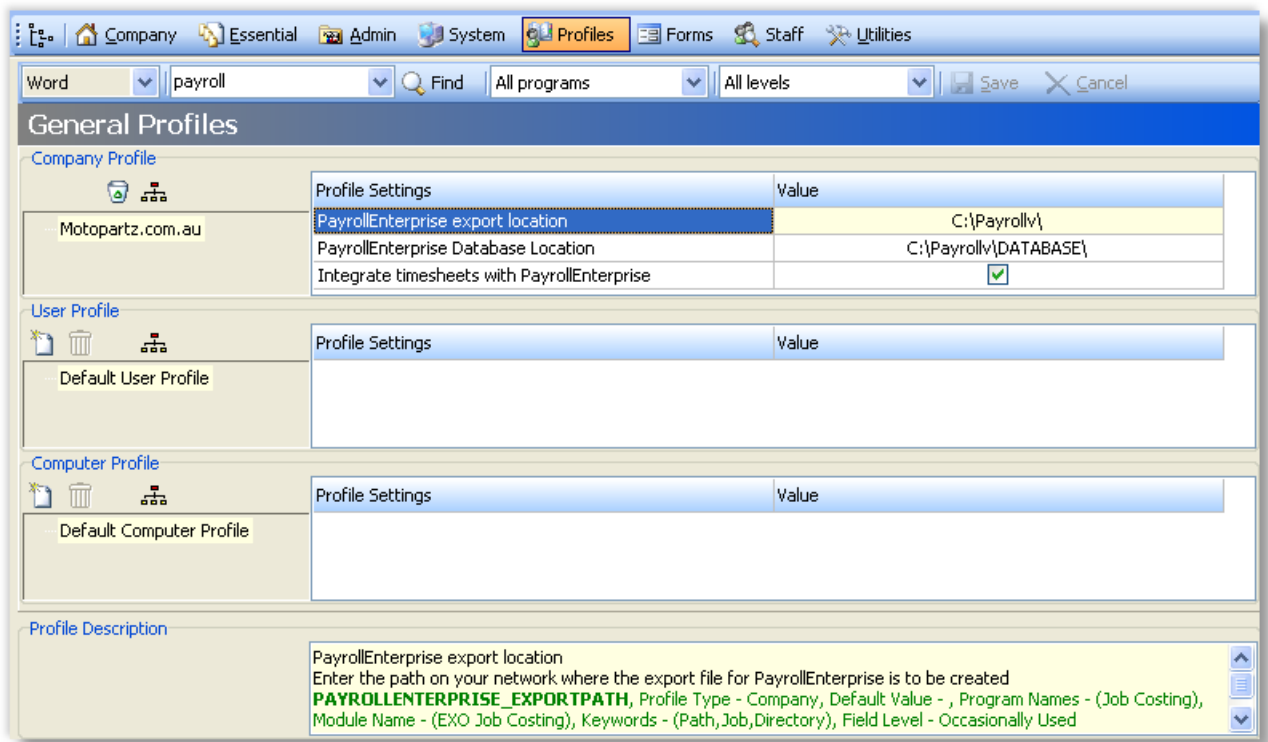 Company Essential Admin System Profiles Forms Staff Utilities
Word payroll Find All programs All levels Save Cancel
General Profiles
Company Profile
Profile Settings Value
Motopartz.com.au
PayrollEnterprise export location C:\Payrollv\
PayrollEnterprise Database Location C:\Payrollv\DATABASE\
Integrate timesheets with PayrollEnterprise
User Profile
Profile Settings Value
Default User Profile
Computer Profile
Profile Settings Value
Default Computer Profile
Profile Description
PayrollEnterprise export location
Enter the path on your network where the export file for PayrollEnterprise is to be created
PAYROLLENTERPRISE_EXPORTPATH, Profile Type - Company, Default Value - , Program Names - (Job Costing),
Module Name - (EXO Job Costing), Keywords - (Path,Job,Directory), Field Level - Occasionally Used